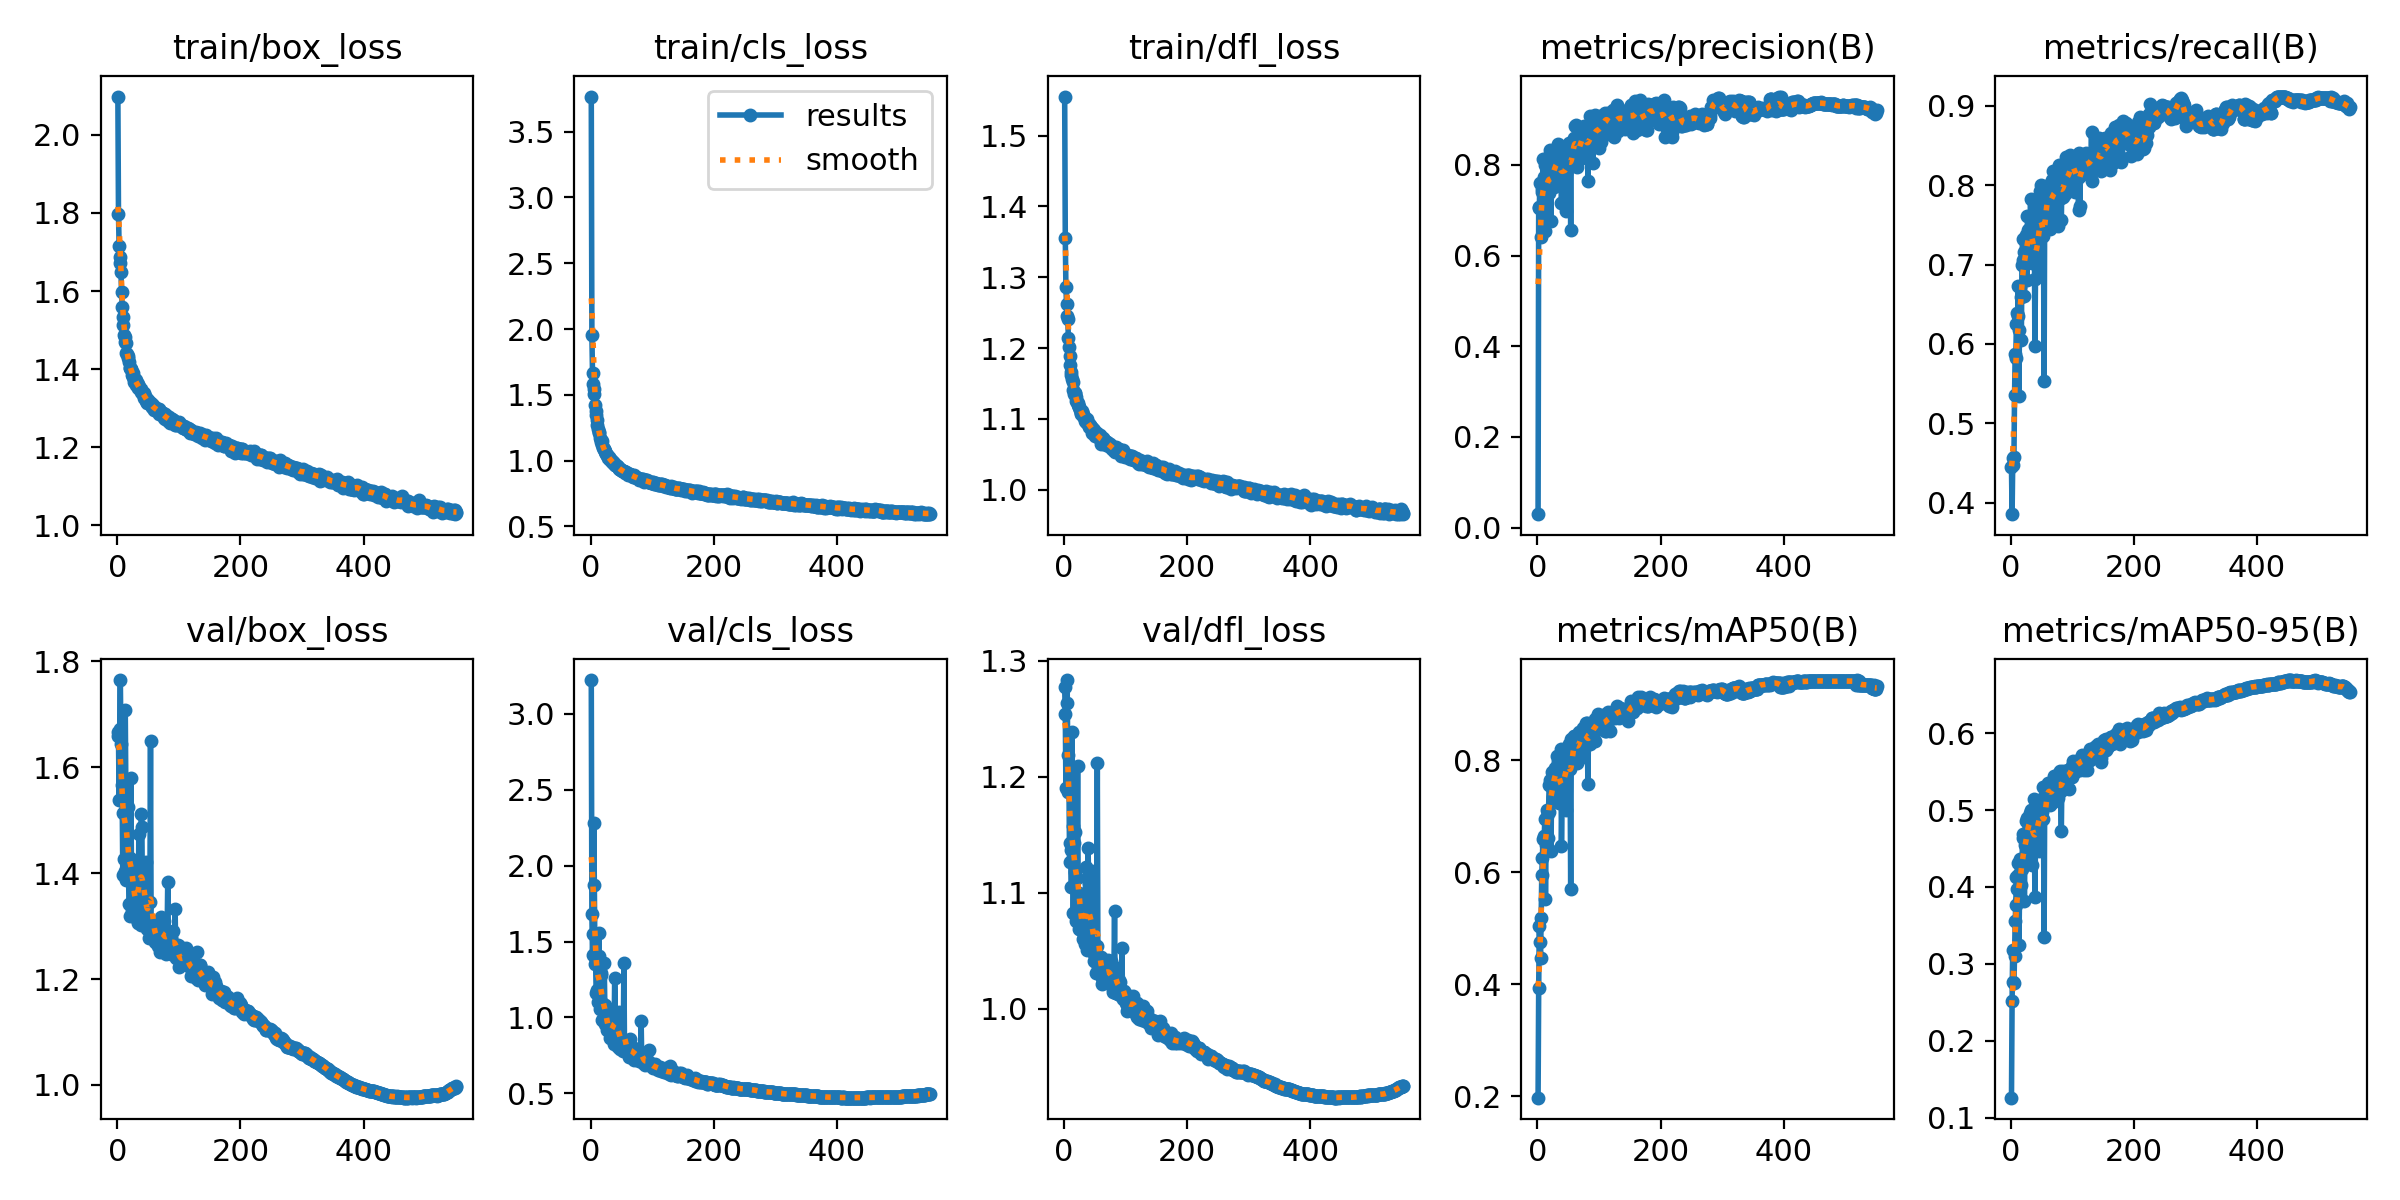 train/box_loss
2.0
1.8
1.6
1.4
1.2
1.0
0 200 400
train/cls_loss
results
smooth
3.5
3.0
2.5
2.0
1.5
1.0
0.5
0 200 400
train/dfl_loss
1.5
1.4
1.3
1.2
1.1
1.0
0 200 400
metrics/precision(B)
0.8
0.6
0.4
0.2
0.0
0 200 400
metrics/recall(B)
0.9
0.8
0.7
0.6
0.5
0.4
0 200 400
val/box_loss
1.8
1.6
1.4
1.2
1.0
0 200 400
val/cls_loss
3.0
2.5
2.0
1.5
1.0
0.5
0 200 400
val/dfl_loss
1.3
1.2
1.1
1.0
0 200 400
metrics/mAP50(B)
0.8
0.6
0.4
0.2
0 200 400
metrics/mAP50-95(B)
0.6
0.5
0.4
0.3
0.2
0.1
0 200 400